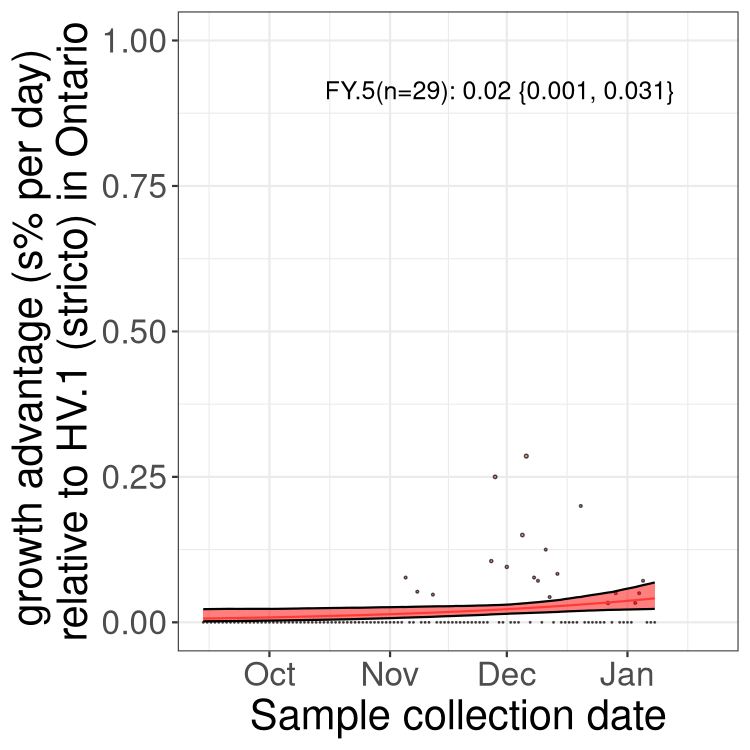 growth advantage (s% per day)
relative to HV.1 (stricto) in Ontario
1.00
0.75
0.50
0.25
0.00
FY.5(n=29): 0.02 {0.001, 0.031}
Oct Nov Dec Jan
Sample collection date